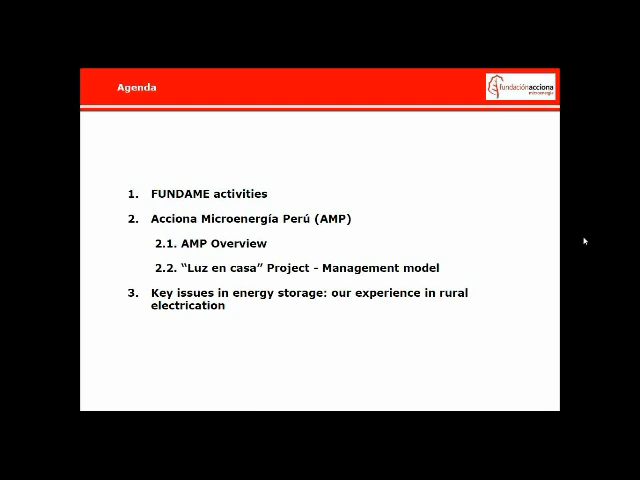 Agenda
fundaciónacciona
microenergía
1. FUNDAME activities
2. Acciona Microenergía Perú (AMP)
2.1. AMP Overview
2.2. “Luz en casa” Project - Management model
3. Key issues in energy storage: our experience in rural
electrication